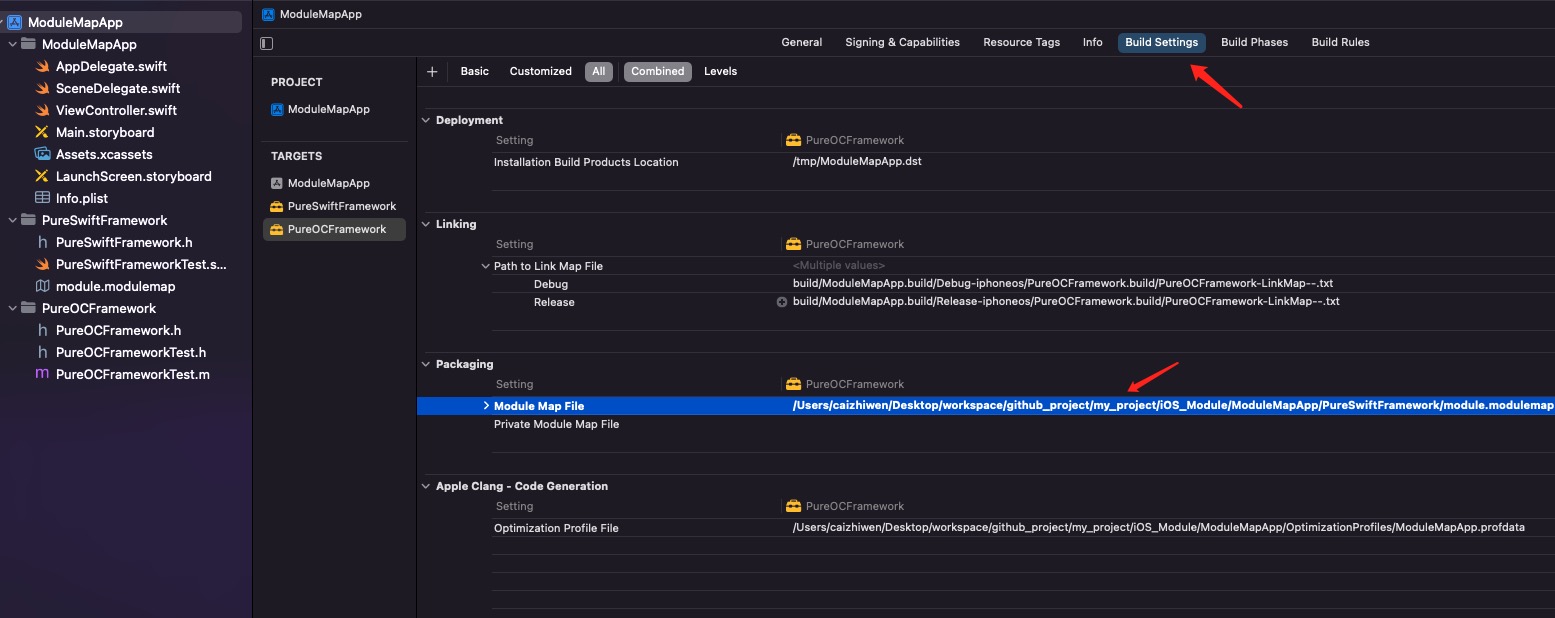 ModuleMapApp
ModuleMapApp
AppDelegate.swift
SceneDelegate.swift
ViewController.swift
Main.storyboard
Assets.xcassets
LaunchScreen.storyboard
Info.plist
PureSwiftFramework
PureSwiftFramework.h
PureSwiftFrameworkTest.s...
module.modulemap
PureOCFramework
PureOCFramework.h
PureOCFrameworkTest.h
PureOCFrameworkTest.m
ModuleMapApp
General Signing & Capabilities Resource Tags Info Build Settings Build Phases Build Rules
PROJECT
ModuleMapApp
TARGETS
ModuleMapApp
PureSwiftFramework
PureOCFramework
Basic Customized All Combined Levels
Deployment
Setting PureOCFramework
Installation Build Products Location /tmp/ModuleMapApp.dst
Linking
Setting PureOCFramework
Path to Link Map File <Multiple values>
Debug build/ModuleMapApp.build/Debug-iphoneos/PureOCFramework.build/PureOCFramework-LinkMap--.txt
Release build/ModuleMapApp.build/Release-iphoneos/PureOCFramework.build/PureOCFramework-LinkMap--.txt
Packaging
Setting PureOCFramework
Module Map File /Users/caizhiwen/Desktop/workspace/github_project/my_project/iOS_Module/ModuleMapApp/PureSwiftFramework/module.modulemap
Private Module Map File
Apple Clang - Code Generation
Setting PureOCFramework
Optimization Profile File /Users/caizhiwen/Desktop/workspace/github_project/my_project/iOS_Module/ModuleMapApp/OptimizationProfiles/ModuleMapApp.profdata